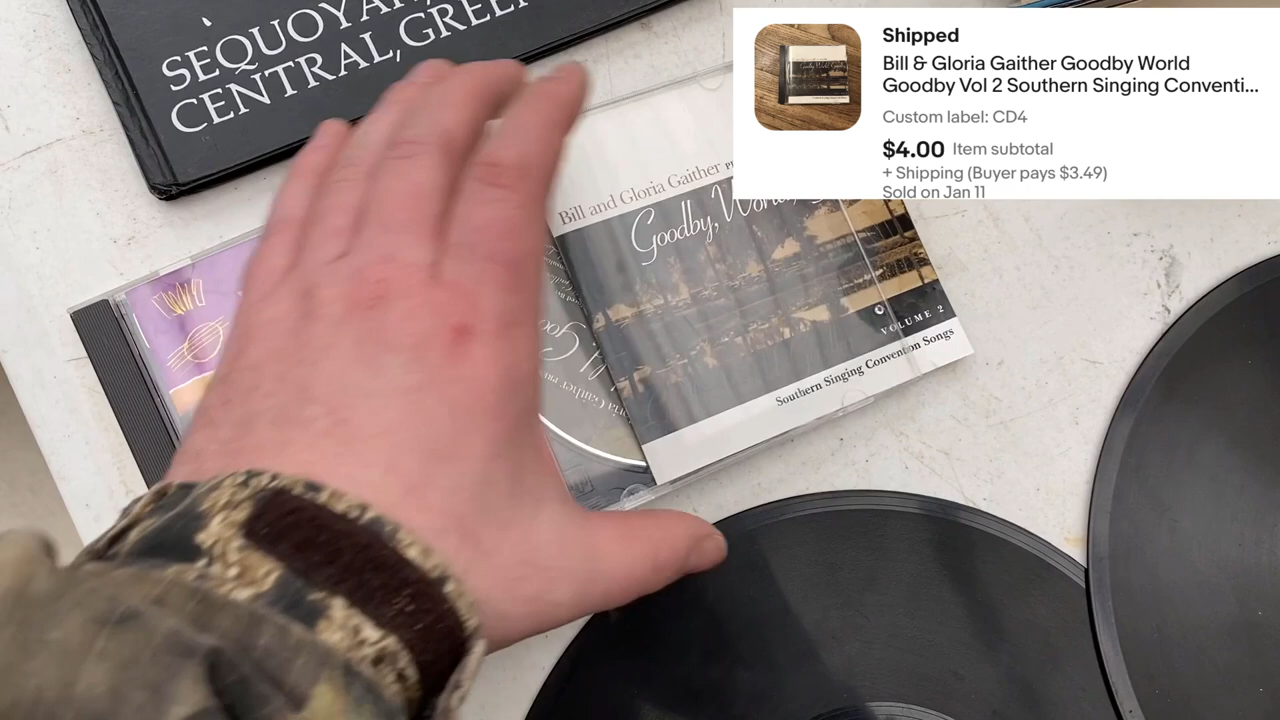 SEQUOYAH,
CENTRAL, GREEN
Shipped
Bill & Gloria Gaither Goodby World
Goodby Vol 2 Southern Singing Conventi...
Custom label: CD4
$4.00 Item subtotal
+ Shipping (Buyer pays $3.49)
Sold on Jan 11
Bill and Gloria Gaither
Goodby, World,
VOLUME 2
Southern Singing Convention Songs